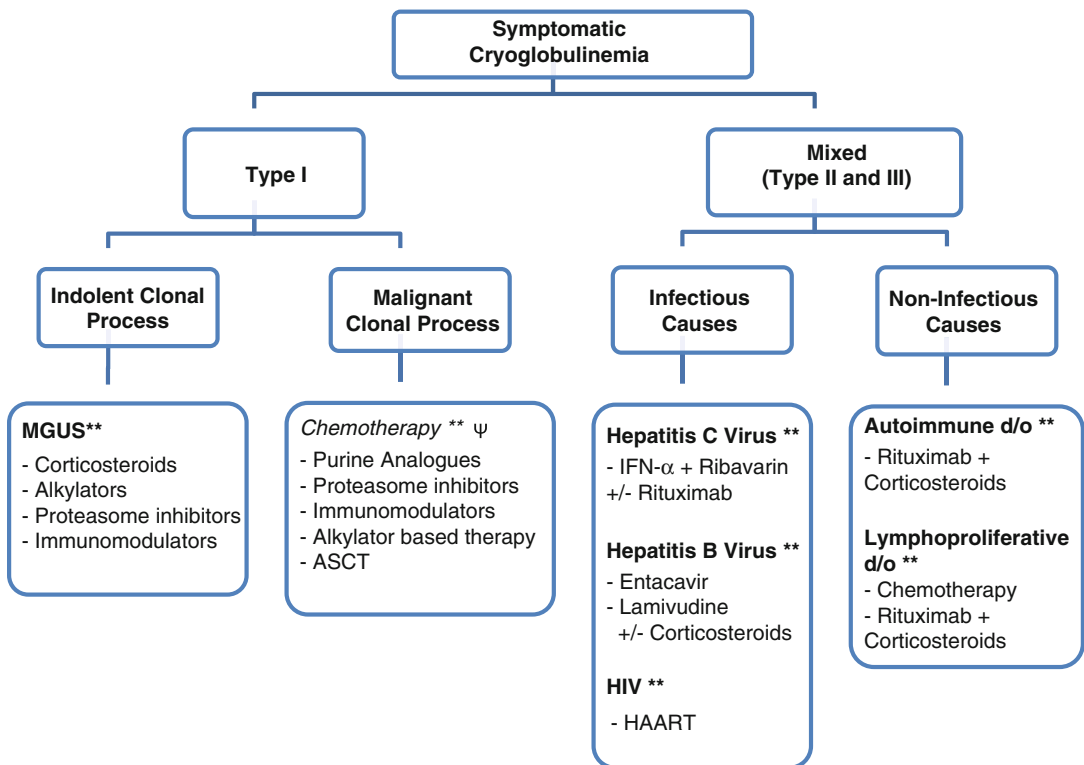 Symptomatic
Cryoglobulinemia
Type I
Mixed
(Type II and III)
Indolent Clonal
Process
Malignant
Clonal Process
Infectious
Causes
Non-Infectious
Causes
MGUS**
- Corticosteroids
- Alkylators
- Proteasome inhibitors
- Immunomodulators
Chemotherapy ** Ψ
- Purine Analogues
- Proteasome inhibitors
- Immunomodulators
- Alkylator based therapy
- ASCT
Hepatitis C Virus **
- IFN-α + Ribavarin
+/- Rituximab
Hepatitis B Virus **
- Entacavir
- Lamivudine
+/- Corticosteroids
HIV **
- HAART
Autoimmune d/o **
- Rituximab +
Corticosteroids
Lymphoproliferative
d/o **
- Chemotherapy
- Rituximab +
Corticosteroids